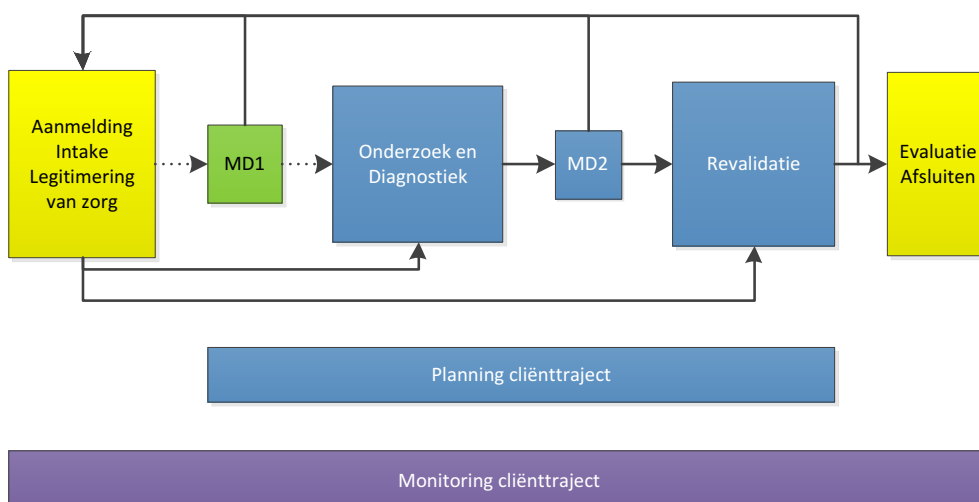 Aanmelding
Intake
Legitimering
van zorg
MD1
Onderzoek en
Diagnostiek
MD2
Revalidatie
Evaluatie
Afsluiten
Planning cliënttraject
Monitoring cliënttraject